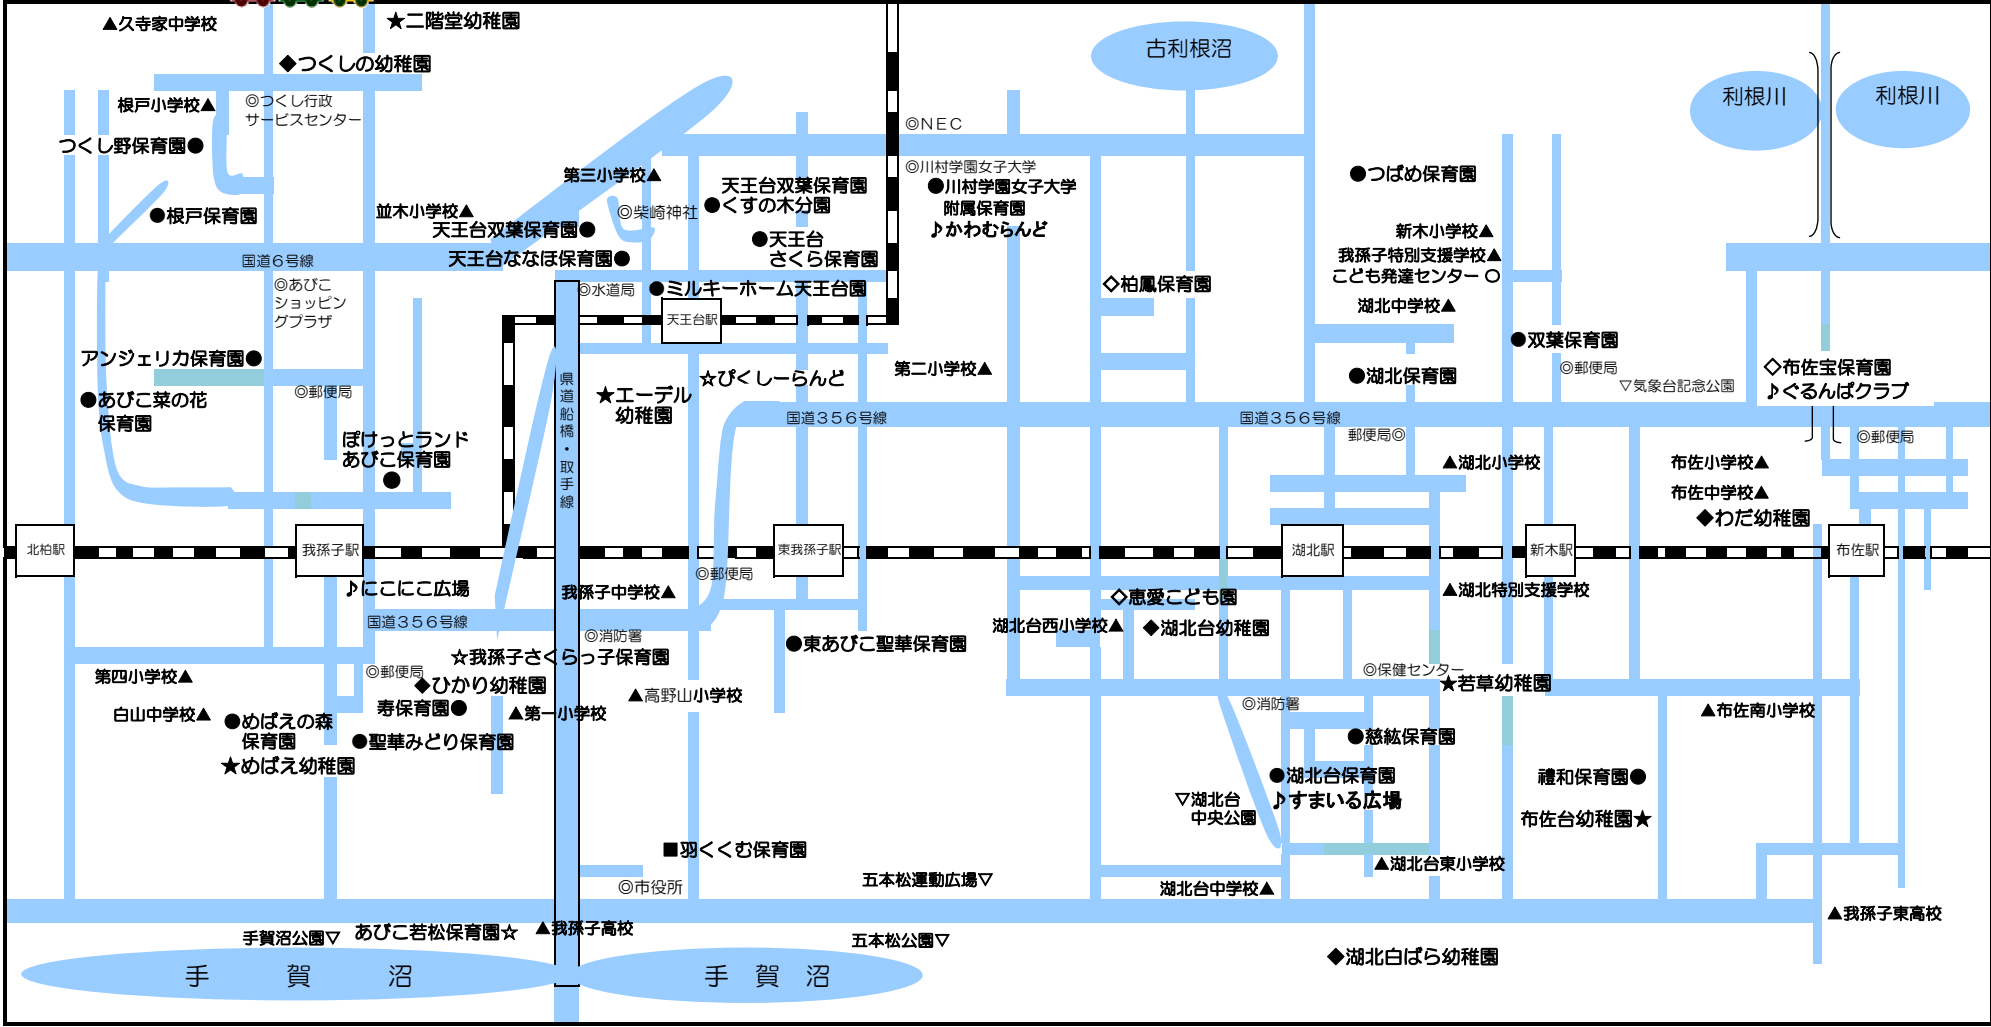 ▲久寺家中学校
★二階堂幼稚園
◆つくしの幼稚園
古利根沼
利根川
利根川
根戸小学校▲
◎つくし行政
サービスセンター
つくし野保育園●
◎NEC
◎川村学園女子大学
●川村学園女子大学
附属保育園
♪かわむらんど
第三小学校▲
天王台双葉保育園
●くすの木分園
●つばめ保育園
●根戸保育園
並木小学校▲
◎柴崎神社
天王台双葉保育園●
●天王台
さくら保育園
新木小学校▲
我孫子特別支援学校▲
こども発達センター○
国道6号線
天王台ななほ保育園●
◎あびこ
ショッピン
グプラザ
◎水道局
●ミルキーホーム天王台園
天王台駅
◇柏鳳保育園
湖北中学校▲
●双葉保育園
アンジェリカ保育園●
◎郵便局
●あびこ菜の花
保育園
県道船橋・取手線
☆ぴくしーらんど
★エーデル
幼稚園
第二小学校▲
●湖北保育園
◎郵便局
▽気象台記念公園
◇布佐宝保育園
♪ぐるんぱクラブ
国道356号線
国道356号線
郵便局◎
◎郵便局
ぽけっとランド
あびこ保育園
●
▲湖北小学校
布佐小学校▲
布佐中学校▲
◆わだ幼稚園
北柏駅
我孫子駅
東我孫子駅
湖北駅
新木駅
布佐駅
♪にこにこ広場
我孫子中学校▲
◎郵便局
◇恵愛こども園
▲湖北特別支援学校
国道356号線
◎消防署
湖北台西小学校▲
◆湖北台幼稚園
☆我孫子さくらっ子保育園
●東あびこ聖華保育園
第四小学校▲
◎郵便局
◆ひかり幼稚園
▲高野山小学校
◎保健センター
★若草幼稚園
白山中学校▲
●めばえの森
保育園
★めばえ幼稚園
寿保育園●
▲第一小学校
●聖華みどり保育園
◎消防署
●慈紘保育園
▲布佐南小学校
●湖北台保育園
♪すまいる広場
▽湖北台
中央公園
禮和保育園●
布佐台幼稚園★
■羽くくむ保育園
◎市役所
五本松運動広場▽
湖北台中学校▲
▲湖北台東小学校
手賀沼公園▽
あびこ若松保育園☆
▲我孫子高校
五本松公園▽
◆湖北白ばら幼稚園
▲我孫子東高校
手賀沼
手賀沼